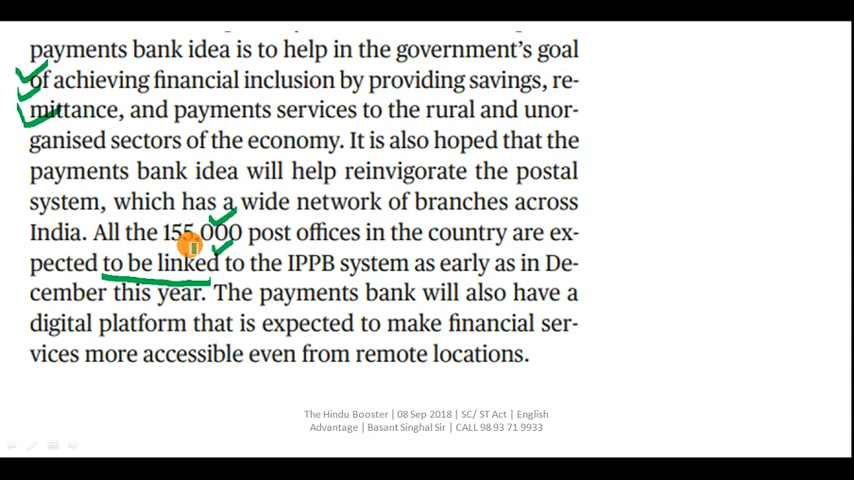 payments bank idea is to help in the government's goal
of achieving financial inclusion by providing savings, re-
mittance, and payments services to the rural and unor-
ganised sectors of the economy. It is also hoped that the
payments bank idea will help reinvigorate the postal
system, which has a wide network of branches across
India. All the 155,000 post offices in the country are ex-
pected to be linked to the IPPB system as early as in De-
cember this year. The payments bank will also have a
digital platform that is expected to make financial ser-
vices more accessible even from remote locations.
The Hindu Booster | 08 Sep 2018 | SC/ ST Act | English
Advantage | Basant Singhal Sir | CALL 98 93 71 9933